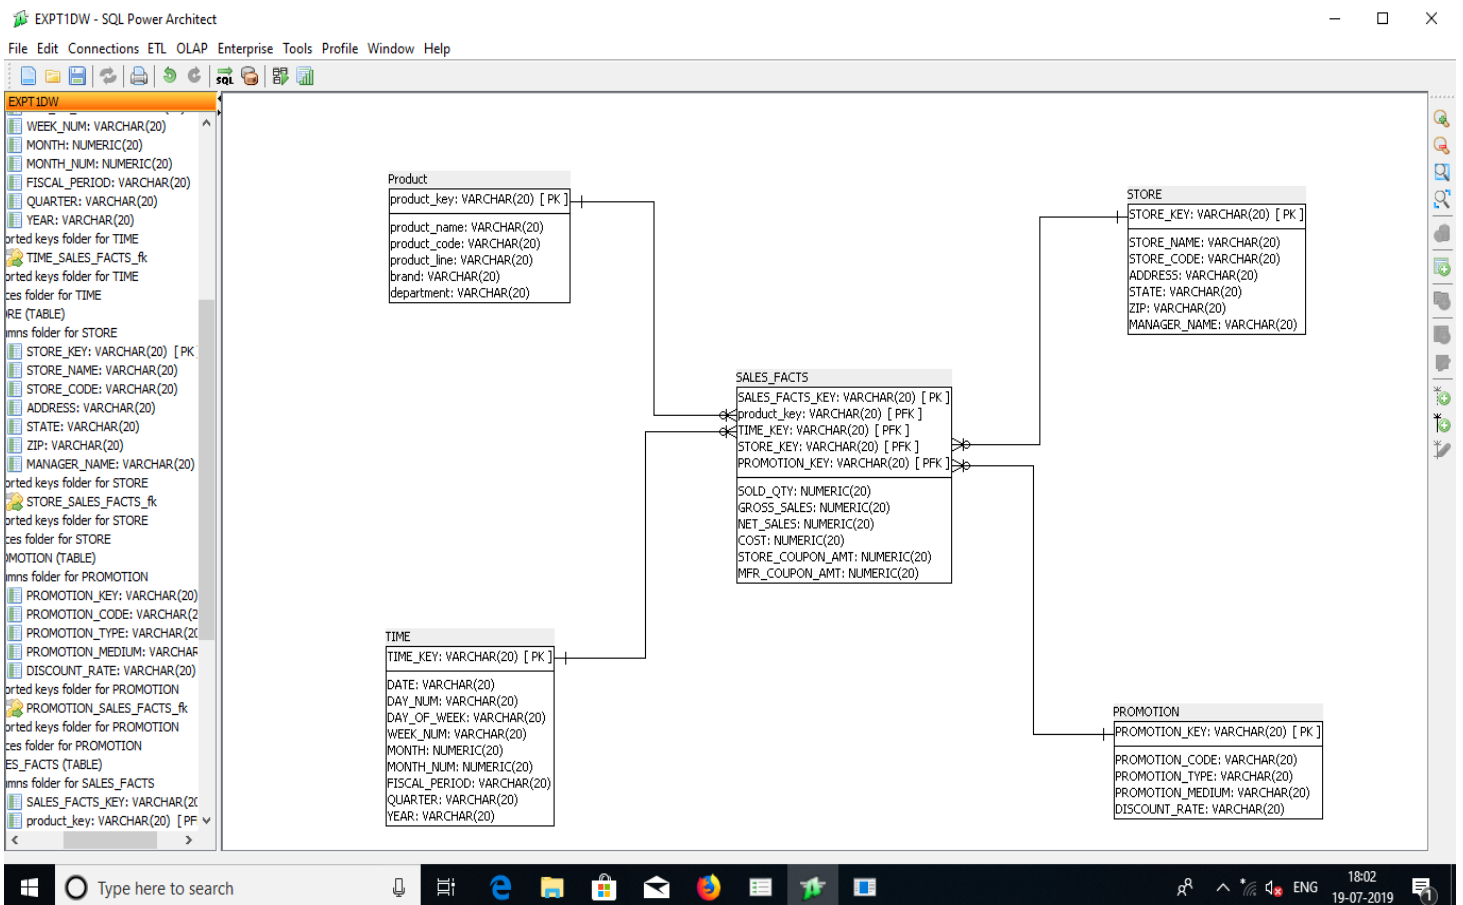 EXPT1DW - SQL Power Architect
File Edit Connections ETL OLAP Enterprise Tools Profile Window Help
SQL
EXPT1DW
WEEK_NUM: VARCHAR(20)
MONTH: NUMERIC(20)
MONTH_NUM: NUMERIC(20)
FISCAL_PERIOD: VARCHAR(20)
QUARTER: VARCHAR(20)
YEAR: VARCHAR(20)
orted keys folder for TIME
TIME_SALES_FACTS_fk
orted keys folder for TIME
ces folder for TIME
RE (TABLE)
mns folder for STORE
STORE_KEY: VARCHAR(20) [ PK
STORE_NAME: VARCHAR(20)
STORE_CODE: VARCHAR(20)
ADDRESS: VARCHAR(20)
STATE: VARCHAR(20)
ZIP: VARCHAR(20)
MANAGER_NAME: VARCHAR(20)
orted keys folder for STORE
STORE_SALES_FACTS_fk
orted keys folder for STORE
ces folder for STORE
MOTION (TABLE)
mns folder for PROMOTION
PROMOTION_KEY: VARCHAR(20)
PROMOTION_CODE: VARCHAR(2
PROMOTION_TYPE: VARCHAR(20
PROMOTION_MEDIUM: VARCHAR
DISCOUNT_RATE: VARCHAR(20)
orted keys folder for PROMOTION
PROMOTION_SALES_FACTS_fk
orted keys folder for PROMOTION
ces folder for PROMOTION
ES_FACTS (TABLE)
mns folder for SALES_FACTS
SALES_FACTS_KEY: VARCHAR(20
product_key: VARCHAR(20) [ PF
Product
product_key: VARCHAR(20) [ PK ]
product_name: VARCHAR(20)
product_code: VARCHAR(20)
product_line: VARCHAR(20)
brand: VARCHAR(20)
department: VARCHAR(20)
STORE
STORE_KEY: VARCHAR(20) [ PK ]
STORE_NAME: VARCHAR(20)
STORE_CODE: VARCHAR(20)
ADDRESS: VARCHAR(20)
STATE: VARCHAR(20)
ZIP: VARCHAR(20)
MANAGER_NAME: VARCHAR(20)
SALES_FACTS
SALES_FACTS_KEY: VARCHAR(20) [ PK ]
product_key: VARCHAR(20) [ PFK ]
TIME_KEY: VARCHAR(20) [ PFK ]
STORE_KEY: VARCHAR(20) [ PFK ]
PROMOTION_KEY: VARCHAR(20) [ PFK ]
SOLD_QTY: NUMERIC(20)
GROSS_SALES: NUMERIC(20)
NET_SALES: NUMERIC(20)
COST: NUMERIC(20)
STORE_COUPON_AMT: NUMERIC(20)
MFR_COUPON_AMT: NUMERIC(20)
TIME
TIME_KEY: VARCHAR(20) [ PK ]
DATE: VARCHAR(20)
DAY_NUM: VARCHAR(20)
DAY_OF_WEEK: VARCHAR(20)
WEEK_NUM: VARCHAR(20)
MONTH: NUMERIC(20)
MONTH_NUM: NUMERIC(20)
FISCAL_PERIOD: VARCHAR(20)
QUARTER: VARCHAR(20)
YEAR: VARCHAR(20)
PROMOTION
PROMOTION_KEY: VARCHAR(20) [ PK ]
PROMOTION_CODE: VARCHAR(20)
PROMOTION_TYPE: VARCHAR(20)
PROMOTION_MEDIUM: VARCHAR(20)
DISCOUNT_RATE: VARCHAR(20)
Type here to search
ENG
18:02
19-07-2019
1